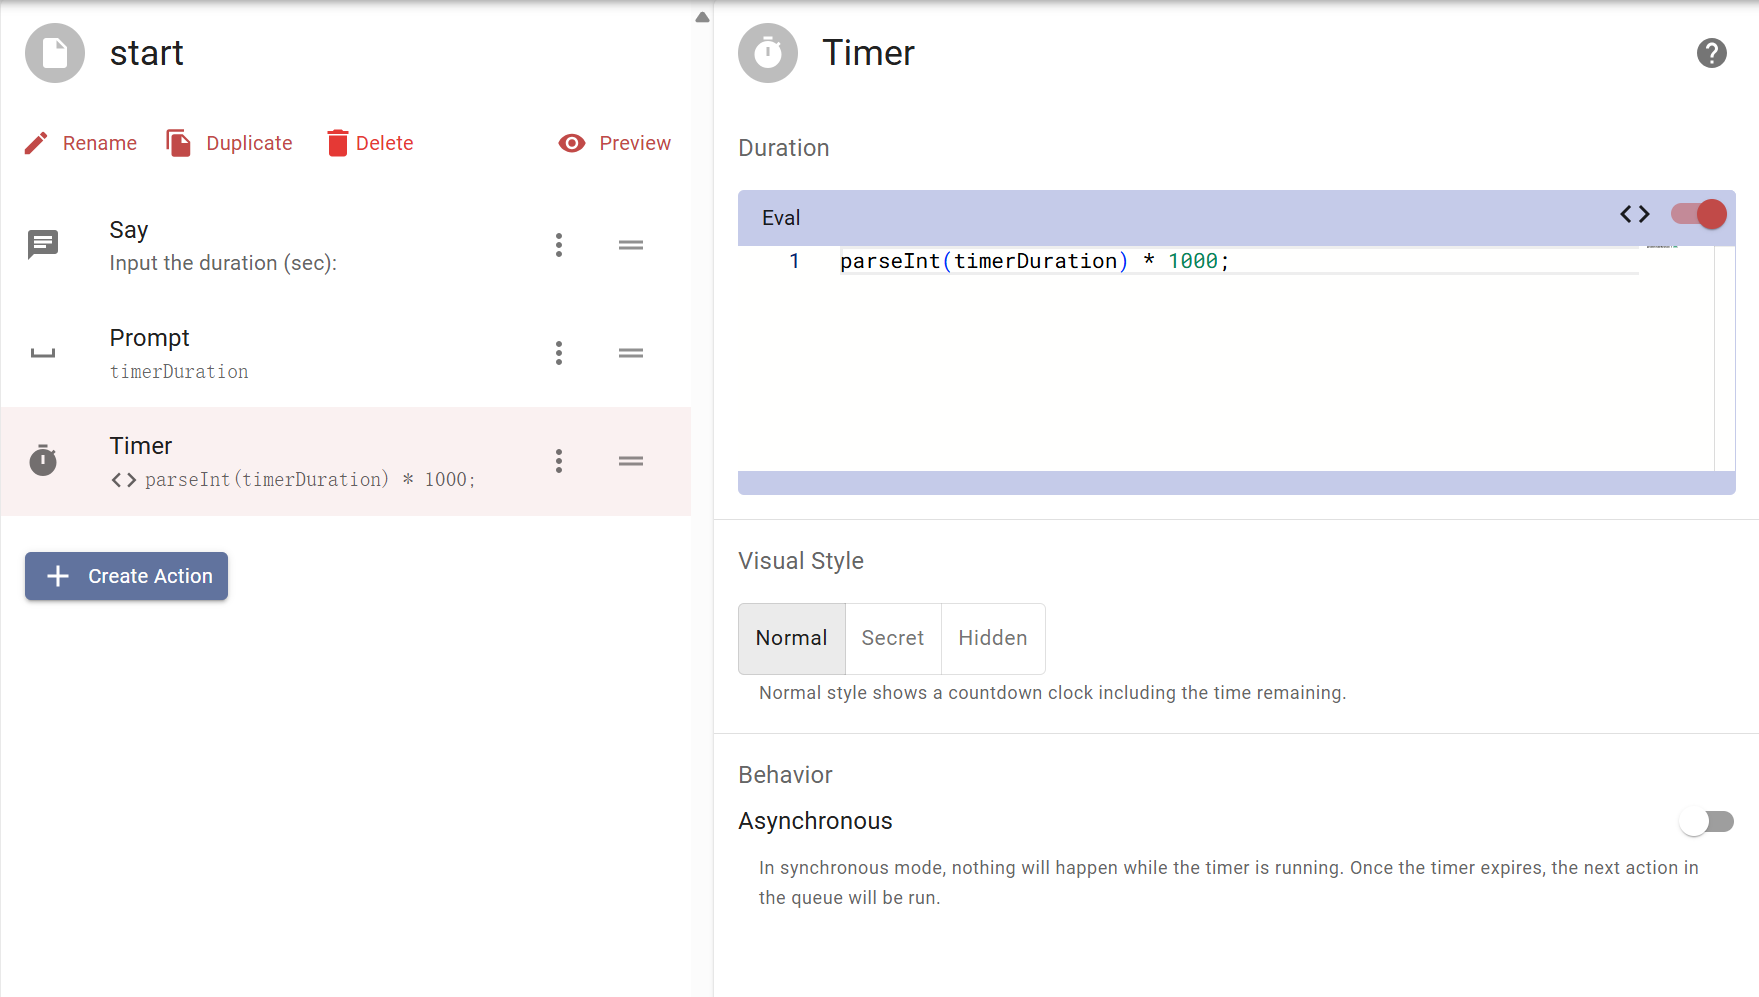 start
Rename
Duplicate
Delete
Preview
Say
Input the duration (sec):
Prompt
timerDuration
Timer
<> parseInt(timerDuration) * 1000;
Create Action
Timer
Duration
Eval
<>
1 parseInt(timerDuration) * 1000;
Visual Style
Normal
Secret
Hidden
Normal style shows a countdown clock including the time remaining.
Behavior
Asynchronous
In synchronous mode, nothing will happen while the timer is running. Once the timer expires, the next action in
the queue will be run.